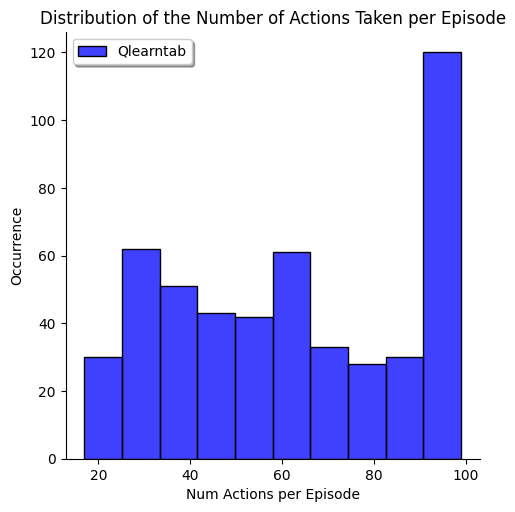 Distribution of the Number of Actions Taken per Episode
Qlearntab
120
100
80
60
40
20
0
Occurrence
20 40 60 80 100
Num Actions per Episode